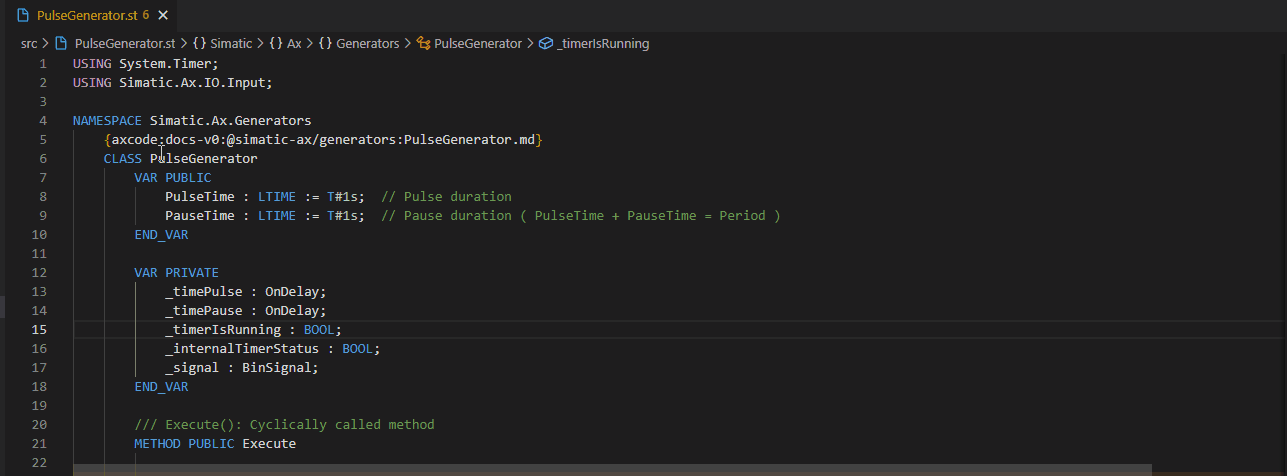 PulseGenerator.st 6
src > PulseGenerator.st > {} Simatic > {} Ax > {} Generators > PulseGenerator > _timerIsRunning
1 USING System.Timer;
2 USING Simatic.Ax.IO.Input;
3
4 NAMESPACE Simatic.Ax.Generators
5 {axcode:docs-v0:@simatic-ax/generators:PulseGenerator.md}
6 CLASS PulseGenerator
7 VAR PUBLIC
8 PulseTime : LTIME := T#1s; // Pulse duration
9 PauseTime : LTIME := T#1s; // Pause duration ( PulseTime + PauseTime = Period )
10 END_VAR
11
12 VAR PRIVATE
13 _timePulse : OnDelay;
14 _timePause : OnDelay;
15 _timerIsRunning : BOOL;
16 _internalTimerStatus : BOOL;
17 _signal : BinSignal;
18 END_VAR
19
20 /// Execute(): Cyclically called method
21 METHOD PUBLIC Execute
22